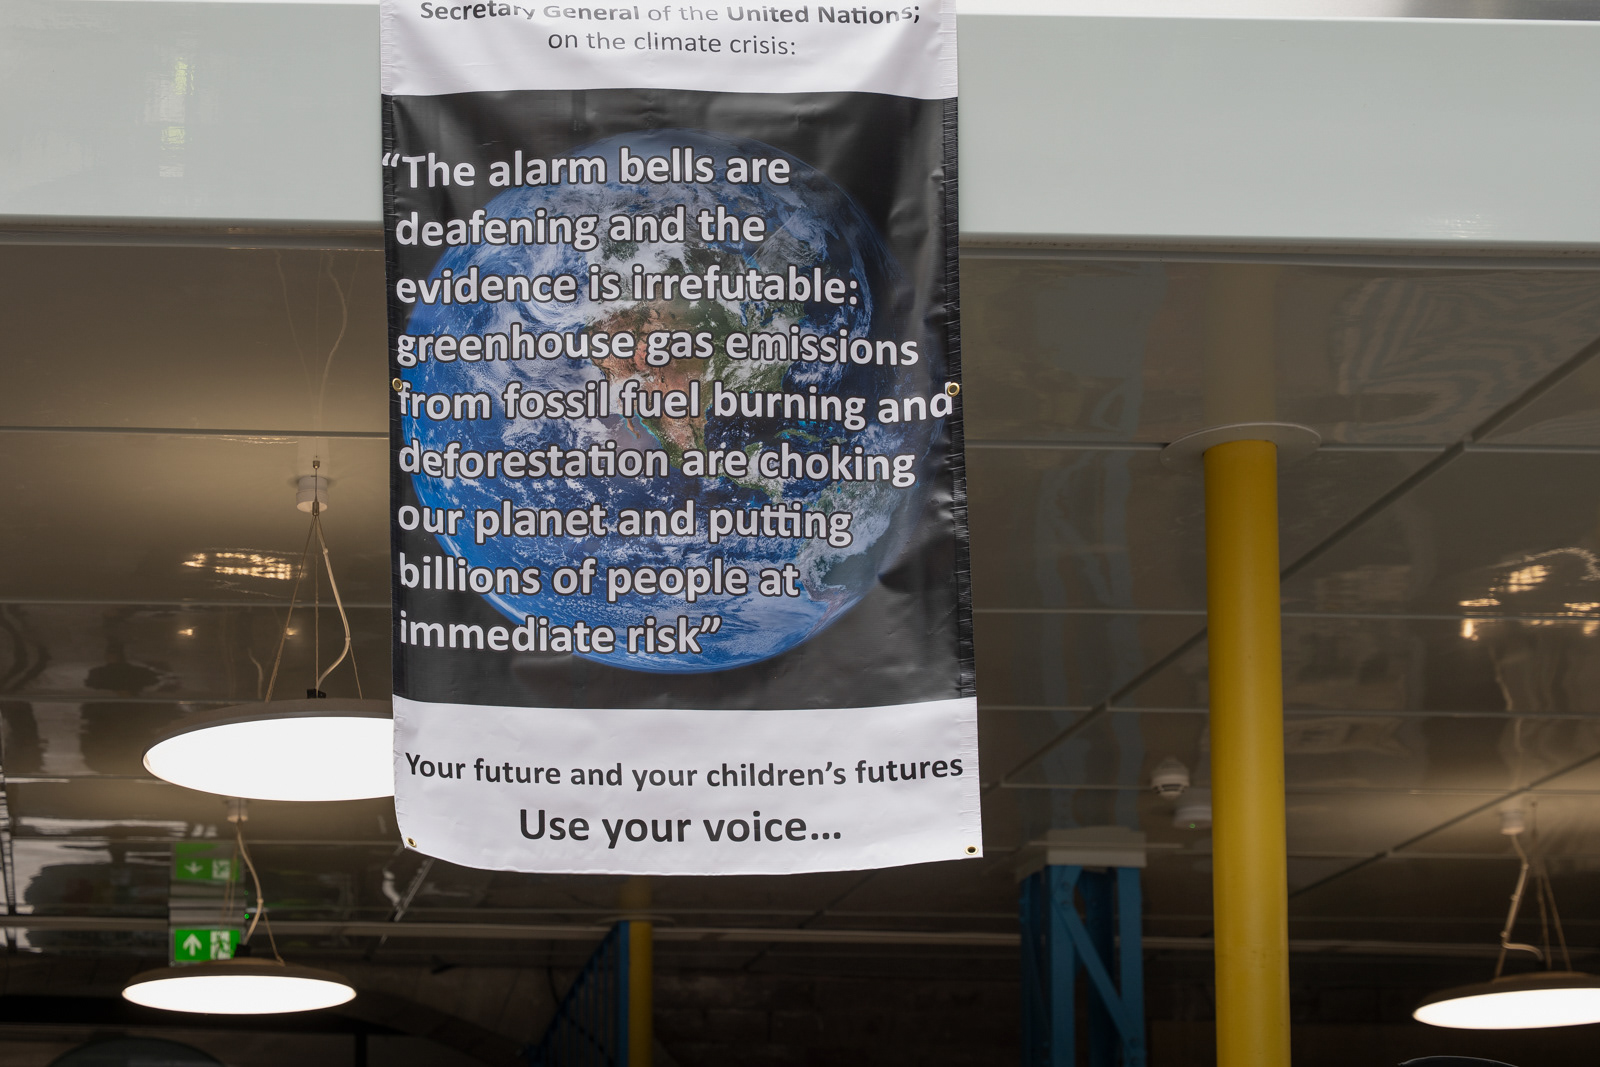 Secretary General of the United Nations;
on the climate crisis:
“The alarm bells are
deafening and the
evidence is irrefutable:
greenhouse gas emissions
from fossil fuel burning and
deforestation are choking
our planet and putting
billions of people at
immediate risk”
Your future and your children’s futures
Use your voice...